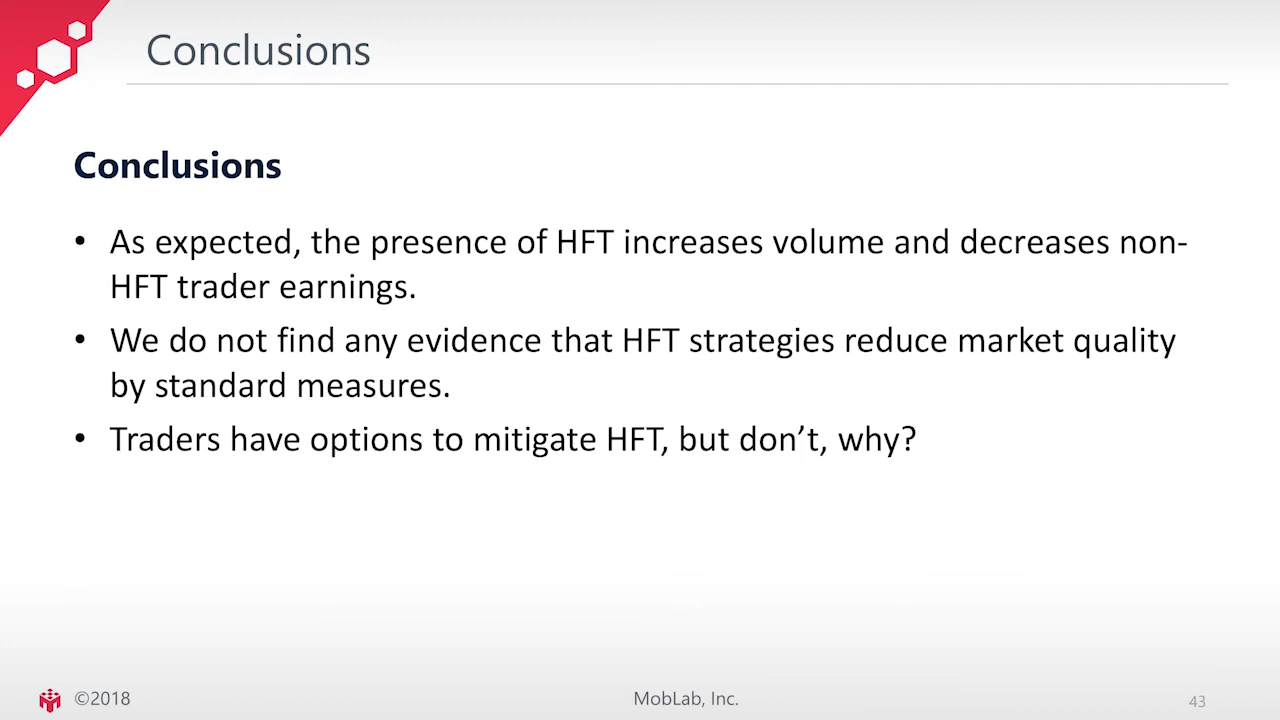 Conclusions
Conclusions
• As expected, the presence of HFT increases volume and decreases non-
HFT trader earnings.
• We do not find any evidence that HFT strategies reduce market quality
by standard measures.
• Traders have options to mitigate HFT, but don’t, why?
©2018
MobLab, Inc.
43